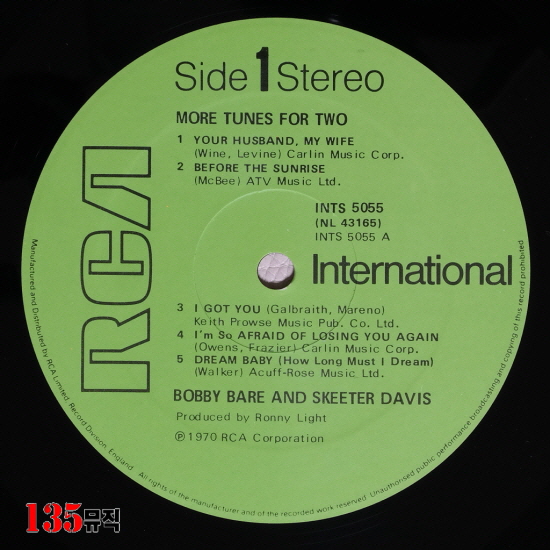 Side 1 Stereo
MORE TUNES FOR TWO
1 YOUR HUSBAND, MY WIFE
(Wine, Levine) Carlin Music Corp.
2 BEFORE THE SUNRISE
(McBee) ATV Music Ltd.
INTS 5055
(NL 43165)
INTS 5055 A
RCA
International
3 I GOT YOU (Galbraith, Mareno)
Keith Prowse Music Pub. Co. Ltd.
4 I'm So AFRAID OF LOSING YOU AGAIN
(Owens, Frazier) Carlin Music Corp.
5 DREAM BABY (How Long Must I Dream)
(Walker) Acuff-Rose Music Ltd.
BOBBY BARE AND SKEETER DAVIS
Produced by Ronny Light
Ⓟ 1970 RCA Corporation
Manufactured and Distributed by RCA Limited, Record Division, England. All rights of the manufacturer and of the recorded work reserved. Unauthorised public performance broadcasting and copying of this record prohibited
135뮤직